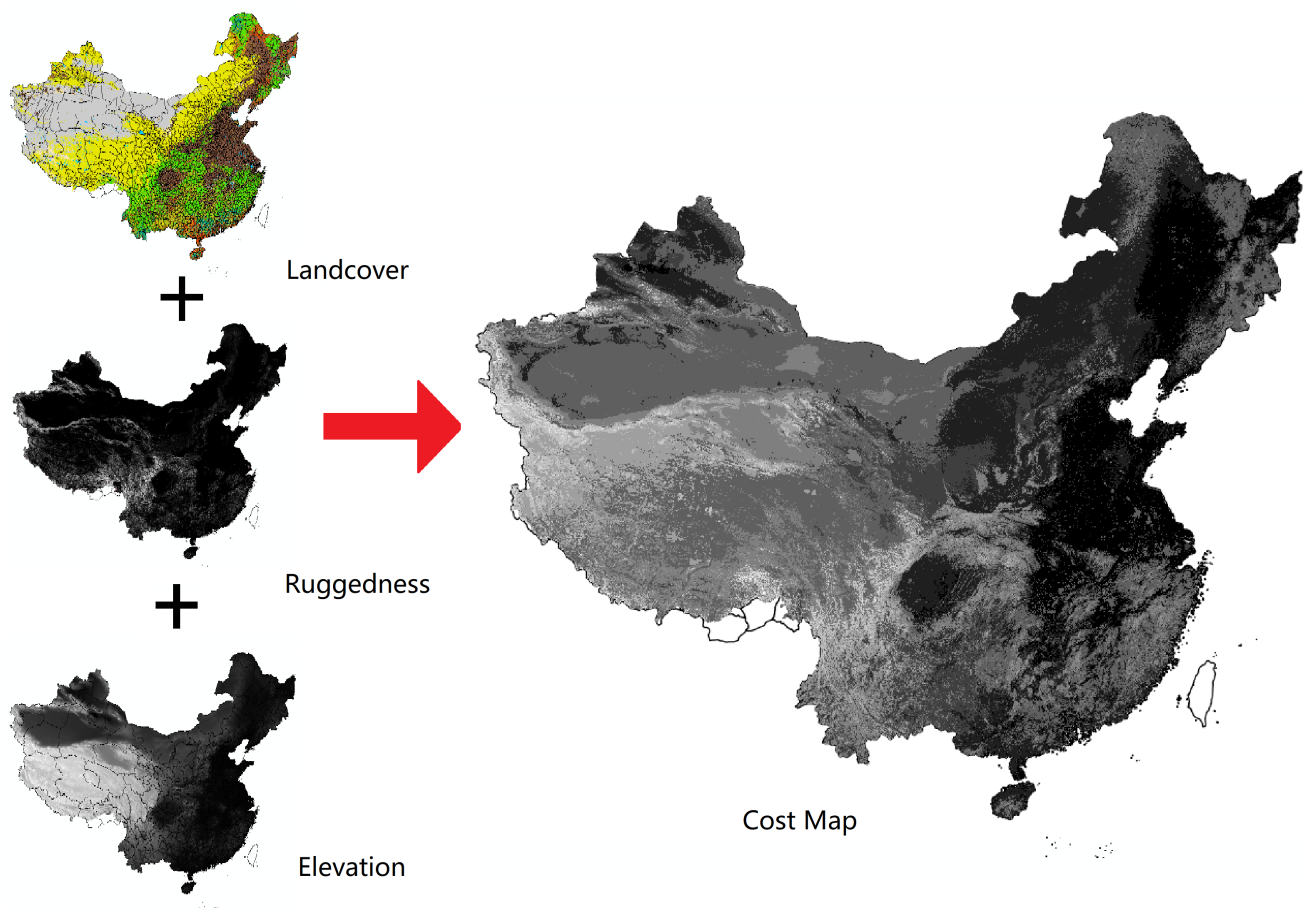 Landcover
+
Ruggedness
+
Elevation
Cost Map